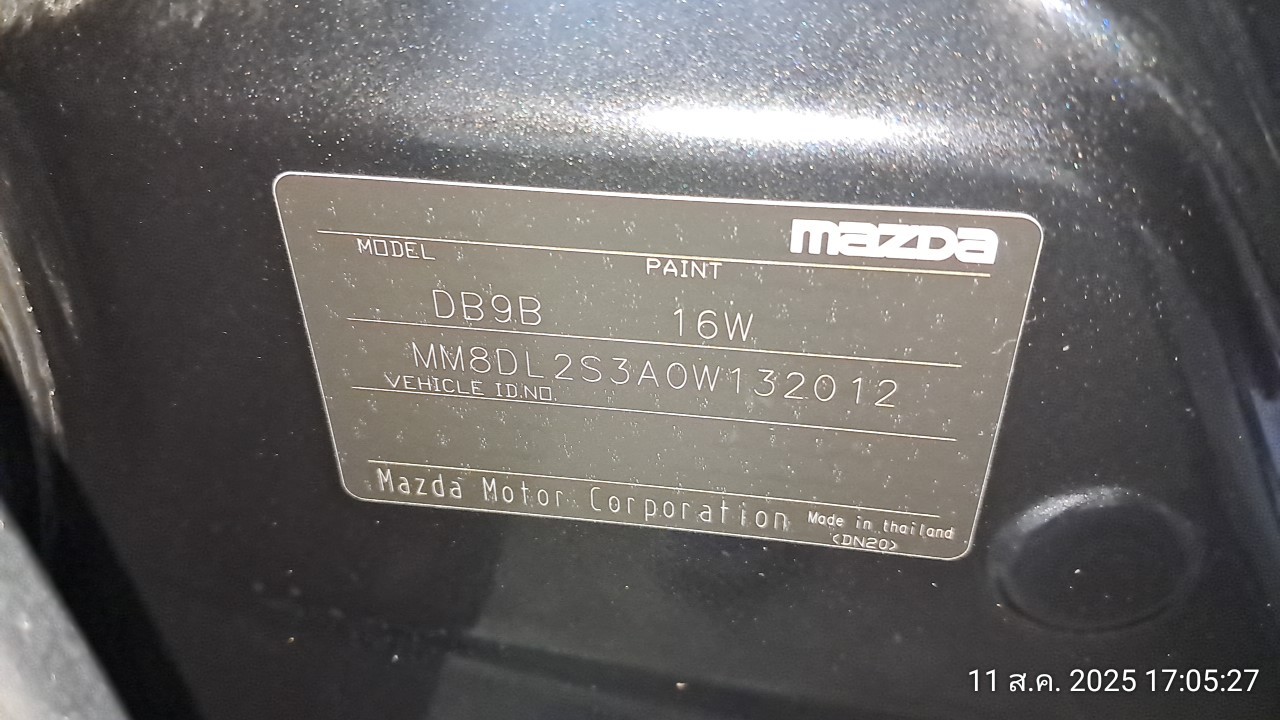 mazda
MODEL PAINT
DB9B 16W
MM8DL2S3A0W132012
VEHICLE ID.NO.
Mazda Motor Corporation Made in thailand
<DN20>
11 ส.ค. 2025 17:05:27